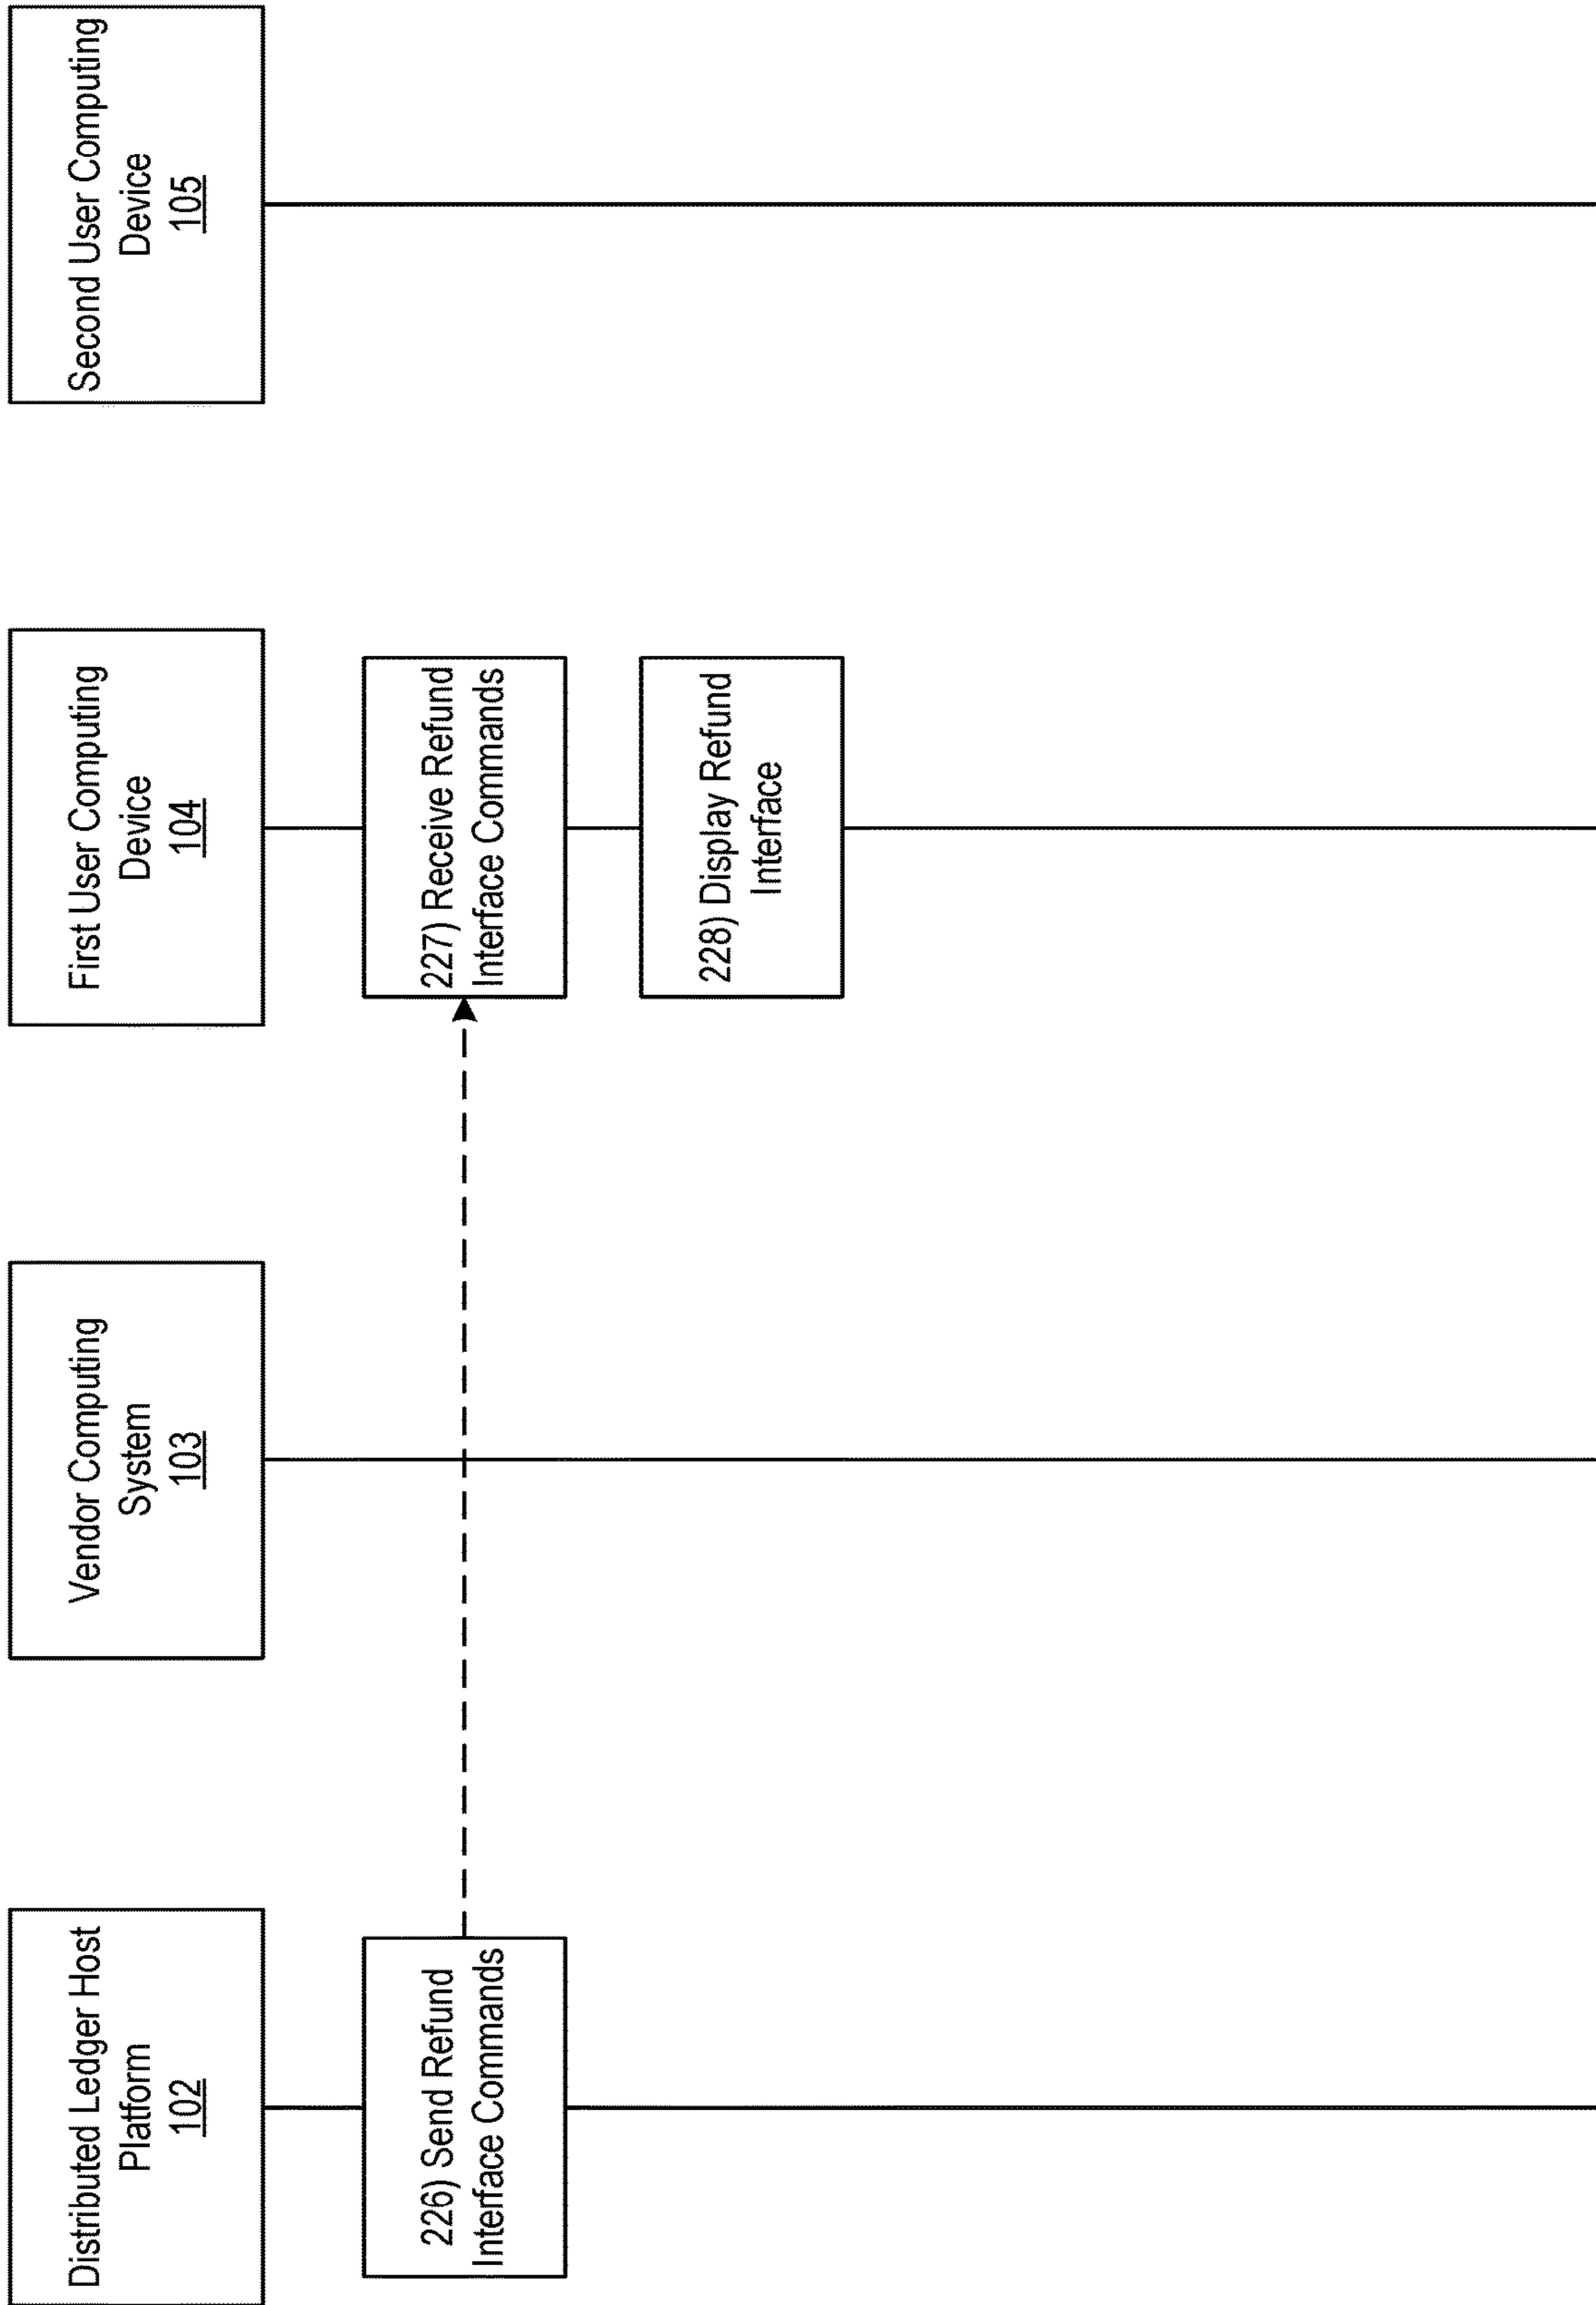 Distributed Ledger Host
Platform
102
Vendor Computing
System
103
First User Computing
Device
104
Second User Computing
Device
105
226) Send Refund
Interface Commands
227) Receive Refund
Interface Commands
228) Display Refund
Interface